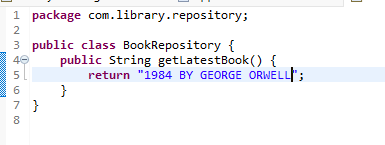 1 package com.library.repository;
2
3 public class BookRepository {
4 public String getLatestBook() {
5 return "1984 BY GEORGE ORWELL";
6 }
7 }
8